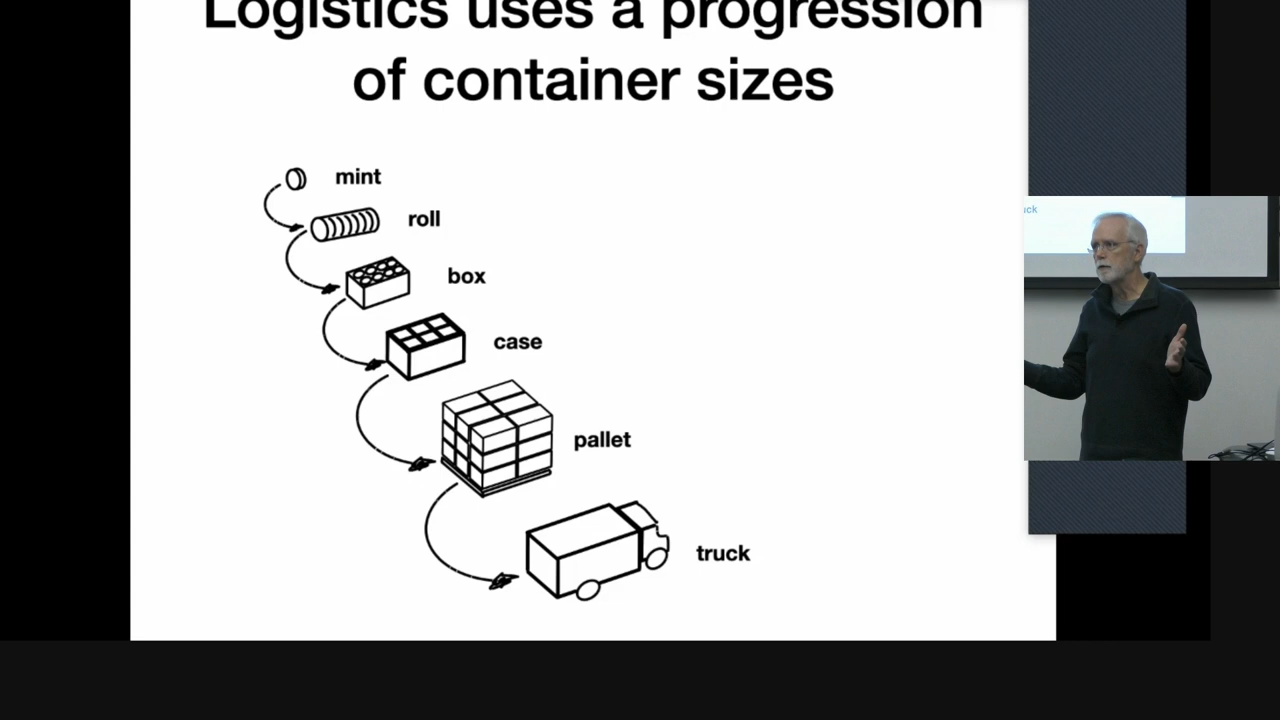 Logistics uses a progression
of container sizes
mint
roll
box
case
pallet
truck